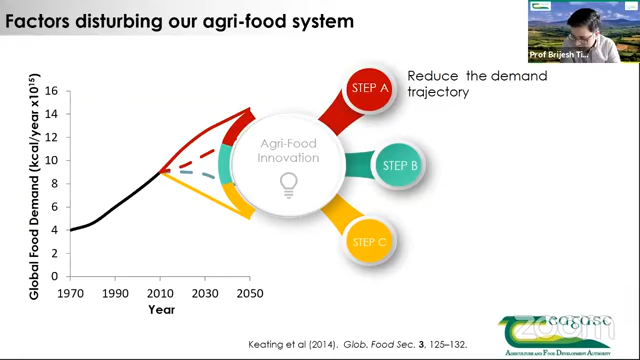 Factors disturbing our agri-food system
Prof Brijesh Ti...
Global Food Demand (kcal/year x10¹⁵)
16
14
12
10
8
6
4
2
0
1970
1990
2010
2030
2050
Year
Agri-Food
Innovation
STEP A
STEP B
STEP C
Reduce the demand
trajectory
Keating et al (2014). Glob. Food Sec. 3, 125–132.
zoom
AGRICULTURE AND FOOD DEVELOPMENT AUTHORITY